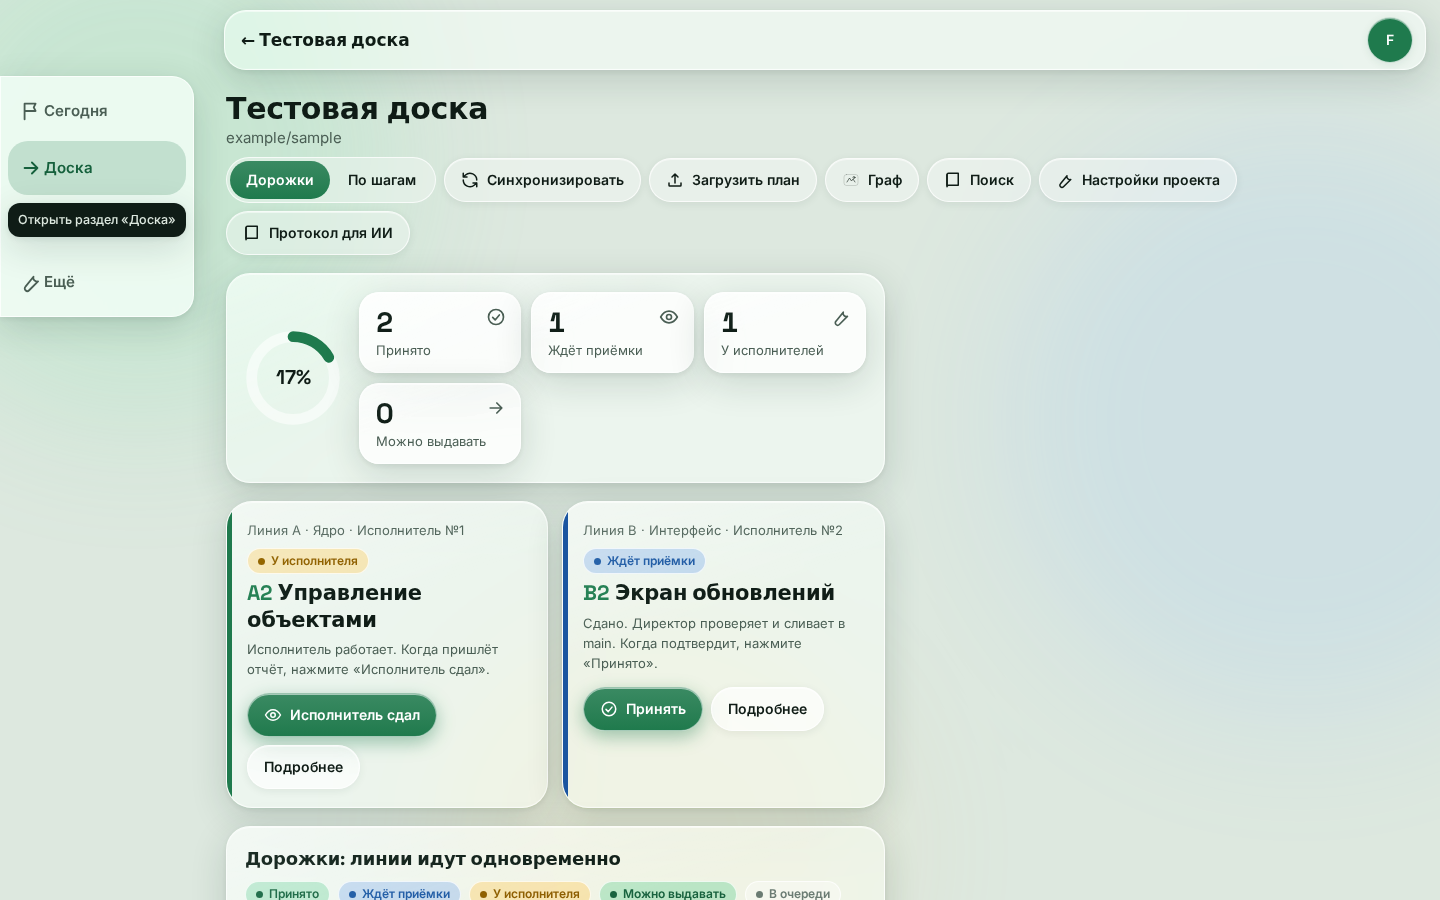 ← Тестовая доска
F
Сегодня
Доска
Открыть раздел «Доска»
Ещё
Тестовая доска
example/sample
Дорожки
По шагам
Синхронизировать
Загрузить план
Граф
Поиск
Настройки проекта
Протокол для ИИ
17%
2
Принято
1
Ждёт приёмки
1
У исполнителей
0
Можно выдавать
Линия A · Ядро · Исполнитель №1
У исполнителя
A2 Управление
объектами
Исполнитель работает. Когда пришлёт
отчёт, нажмите «Исполнитель сдал».
Исполнитель сдал
Подробнее
Линия B · Интерфейс · Исполнитель №2
Ждёт приёмки
B2 Экран обновлений
Сдано. Директор проверяет и сливает в
main. Когда подтвердит, нажмите
«Принято».
Принять
Подробнее
Дорожки: линии идут одновременно
Принято
Ждёт приёмки
У исполнителя
Можно выдавать
В очереди